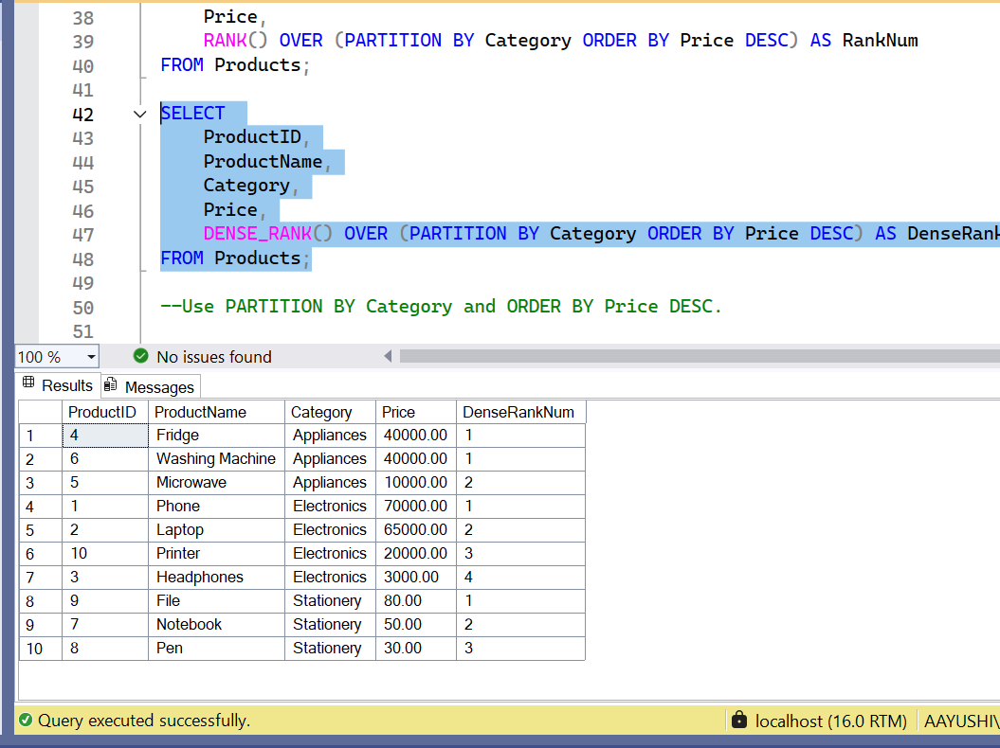 38 Price,
39 RANK() OVER (PARTITION BY Category ORDER BY Price DESC) AS RankNum
40 FROM Products;
41
42 SELECT
43 ProductID,
44 ProductName,
45 Category,
46 Price,
47 DENSE_RANK() OVER (PARTITION BY Category ORDER BY Price DESC) AS DenseRank
48 FROM Products;
49
50 --Use PARTITION BY Category and ORDER BY Price DESC.
51
100 % No issues found
Results Messages
ProductID ProductName Category Price DenseRankNum
1 4 Fridge Appliances 40000.00 1
2 6 Washing Machine Appliances 40000.00 1
3 5 Microwave Appliances 10000.00 2
4 1 Phone Electronics 70000.00 1
5 2 Laptop Electronics 65000.00 2
6 10 Printer Electronics 20000.00 3
7 3 Headphones Electronics 3000.00 4
8 9 File Stationery 80.00 1
9 7 Notebook Stationery 50.00 2
10 8 Pen Stationery 30.00 3
Query executed successfully. localhost (16.0 RTM) AAYUSHI\